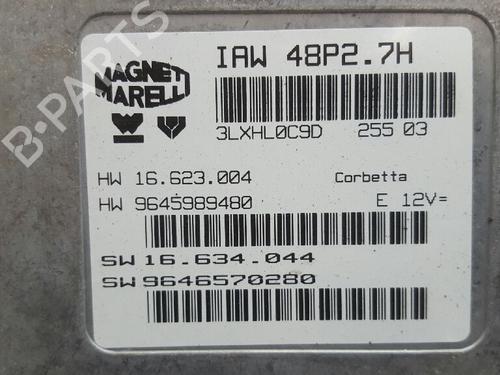 B-PARTS
MAGNETI
MARELLI
IAW 48P2.7H
3LXHL0C9D 255 03
HW 16.623.004 Corbetta
HW 9645989480 E 12V=
SW 16.634.044
SW 9646570280